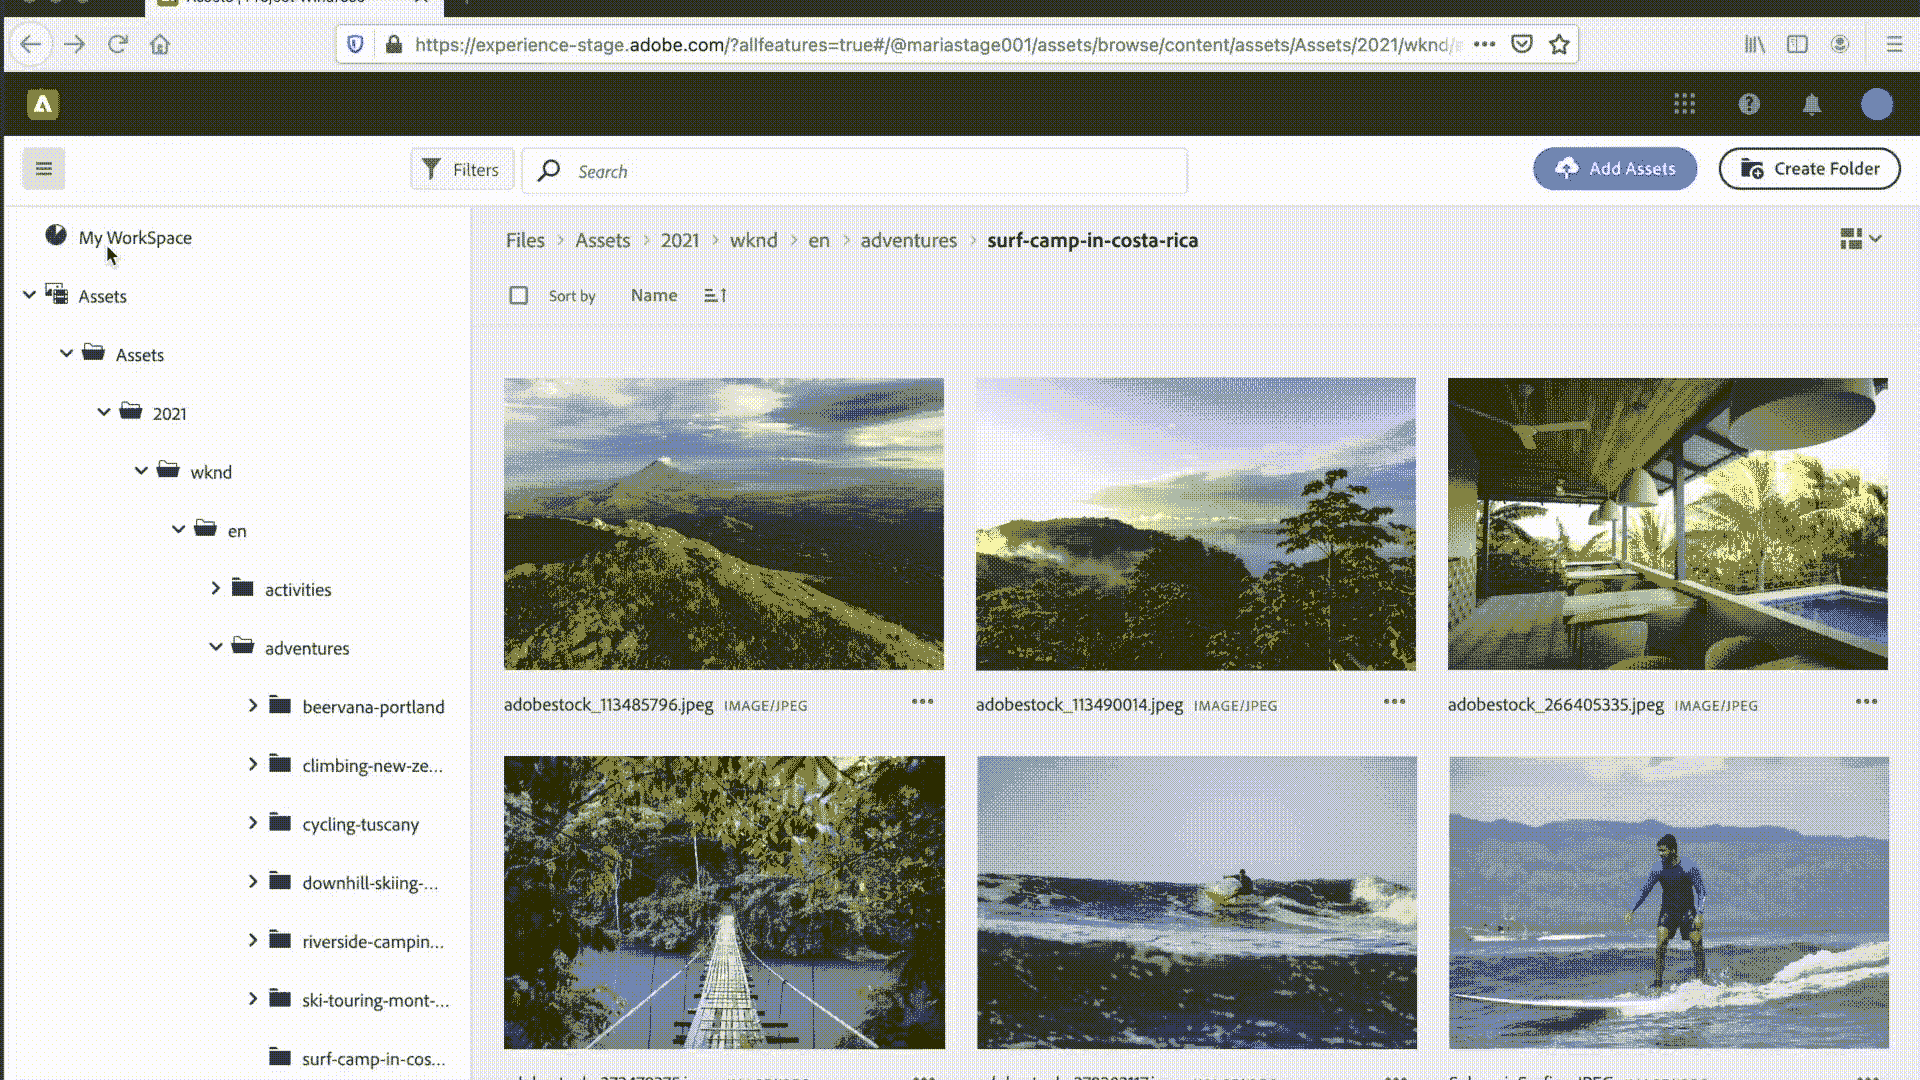 https://experience-stage.adobe.com/?allfeatures=true#/@mariastage001/assets/browse/content/assets/Assets/2021/wknd/
Filters
Search
Add Assets
Create Folder
My WorkSpace
Assets
Assets
2021
wknd
en
activities
adventures
beervana-portland
climbing-new-ze...
cycling-tuscany
downhill-skiing-...
riverside-campin...
ski-touring-mont-...
surf-camp-in-cos...
Files > Assets > 2021 > wknd > en > adventures > surf-camp-in-costa-rica
Sort by Name
adobestock_113485796.jpeg IMAGE/JPEG
adobestock_113490014.jpeg IMAGE/JPEG
adobestock_266405335.jpeg IMAGE/JPEG